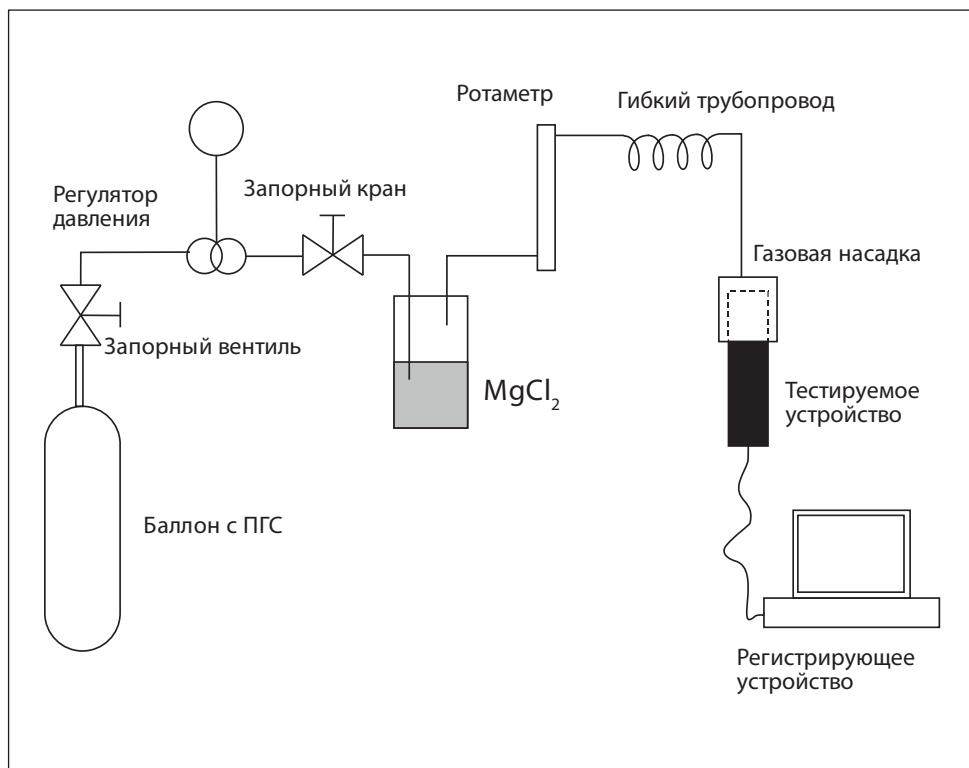 Ротаметр
Гибкий трубопровод
Регулятор
давления
Запорный кран
Газовая насадка
Запорный вентиль
MgCl₂
Тестируемое
устройство
Баллон с ПГС
Регистрирующее
устройство